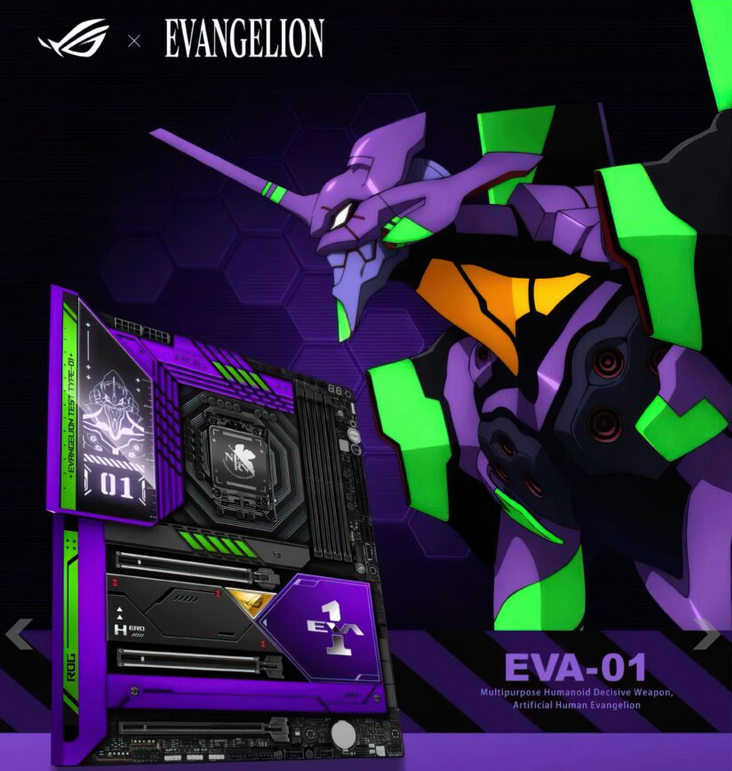 × EVANGELION
EVANGELION TEST TYPE-01
01
NERV
HERO
ROG
EVA
1
EVA-01
Multipurpose Humanoid Decisive Weapon,
Artificial Human Evangelion